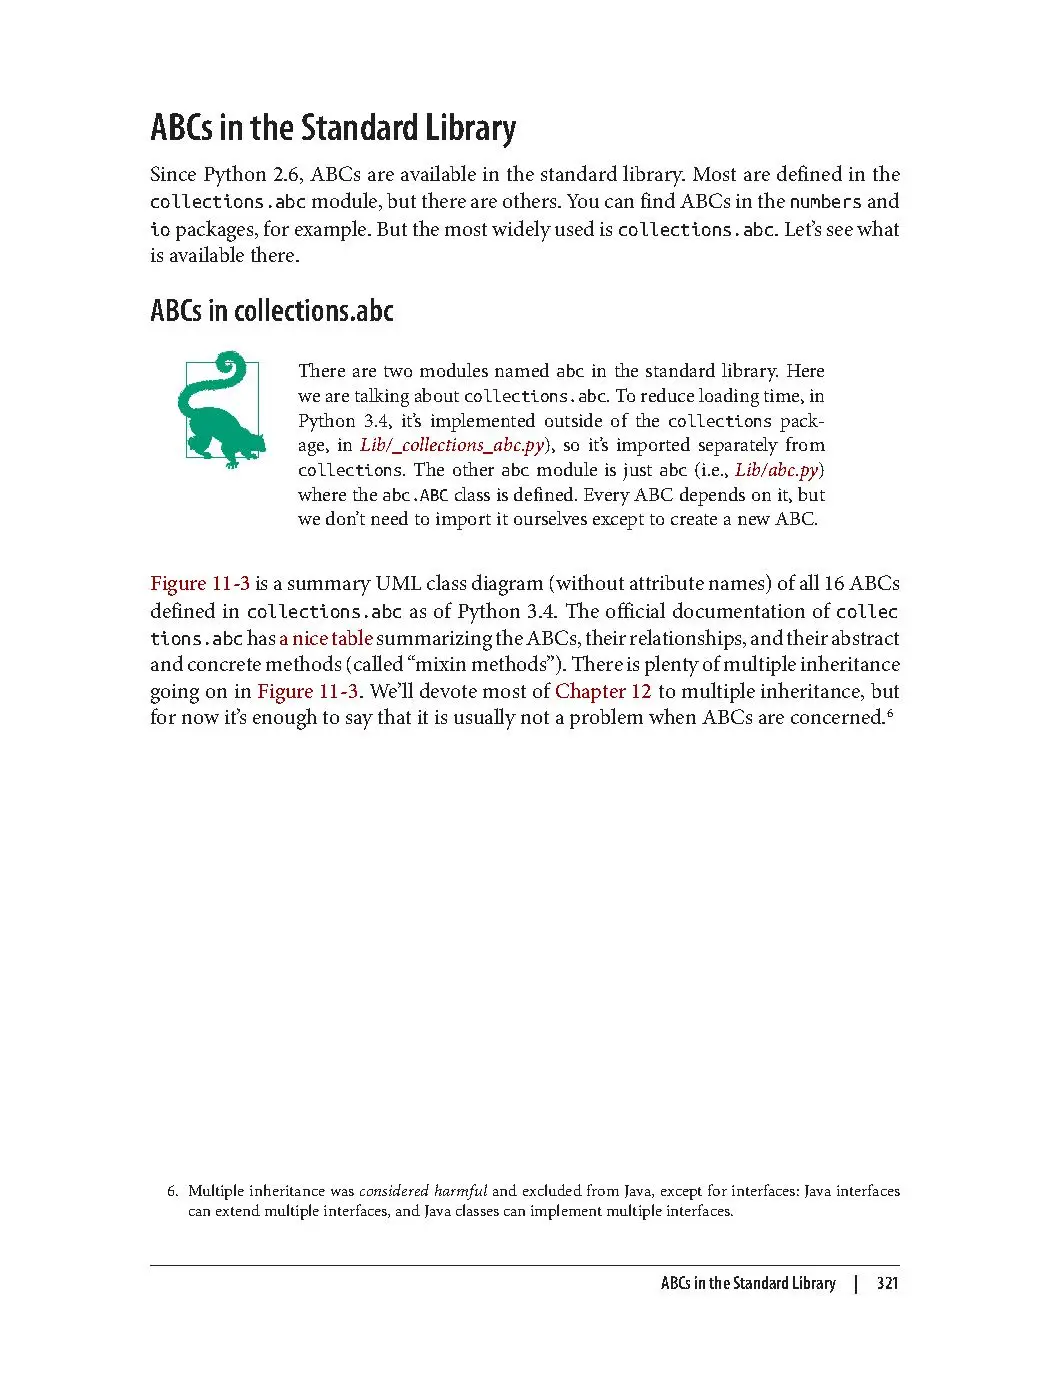 ABCs in the Standard Library
Since Python 2.6, ABCs are available in the standard library. Most are defined in the
collections.abc module, but there are others. You can find ABCs in the numbers and
io packages, for example. But the most widely used is collections.abc. Let’s see what
is available there.
ABCs in collections.abc
There are two modules named abc in the standard library. Here
we are talking about collections.abc. To reduce loading time, in
Python 3.4, it’s implemented outside of the collections pack-
age, in Lib/_collections_abc.py), so it’s imported separately from
collections. The other abc module is just abc (i.e., Lib/abc.py)
where the abc.ABC class is defined. Every ABC depends on it, but
we don’t need to import it ourselves except to create a new ABC.
Figure 11-3 is a summary UML class diagram (without attribute names) of all 16 ABCs
defined in collections.abc as of Python 3.4. The official documentation of collec
tions.abc has a nice table summarizing the ABCs, their relationships, and their abstract
and concrete methods (called “mixin methods”). There is plenty of multiple inheritance
going on in Figure 11-3. We’ll devote most of Chapter 12 to multiple inheritance, but
for now it’s enough to say that it is usually not a problem when ABCs are concerned.6
6. Multiple inheritance was considered harmful and excluded from Java, except for interfaces: Java interfaces
can extend multiple interfaces, and Java classes can implement multiple interfaces.
ABCs in the Standard Library | 321